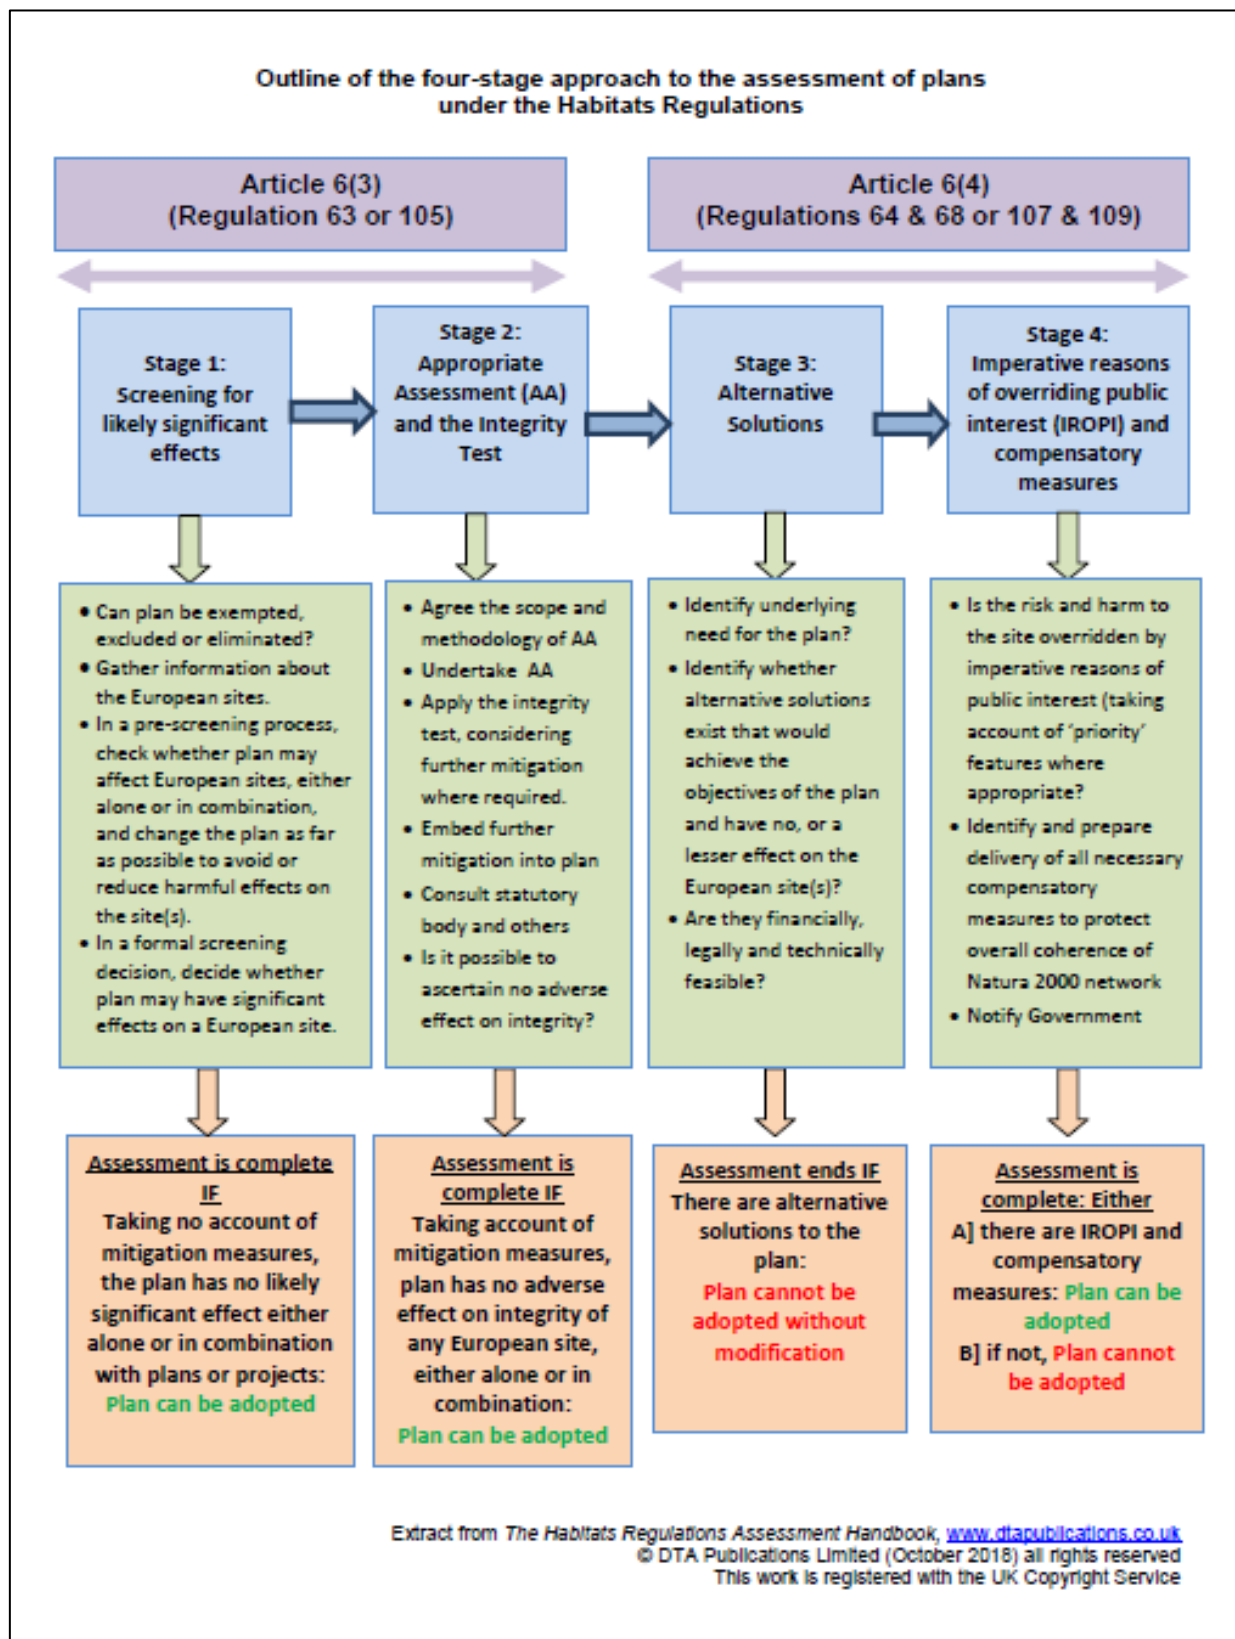 Outline of the four-stage approach to the assessment of plans
under the Habitats Regulations
Article 6(3)
(Regulation 63 or 105)
Article 6(4)
(Regulations 64 & 68 or 107 & 109)
Stage 1:
Screening for
likely significant
effects
Stage 2:
Appropriate
Assessment (AA)
and the Integrity
Test
Stage 3:
Alternative
Solutions
Stage 4:
Imperative reasons
of overriding public
interest (IROPI) and
compensatory
measures
• Can plan be exempted,
excluded or eliminated?
• Gather information about
the European sites.
• In a pre-screening process,
check whether plan may
affect European sites, either
alone or in combination,
and change the plan as far
as possible to avoid or
reduce harmful effects on
the site(s).
• In a formal screening
decision, decide whether
plan may have significant
effects on a European site.
• Agree the scope and
methodology of AA
• Undertake AA
• Apply the integrity
test, considering
further mitigation
where required.
• Embed further
mitigation into plan
• Consult statutory
body and others
• Is it possible to
ascertain no adverse
effect on integrity?
• Identify underlying
need for the plan?
• Identify whether
alternative solutions
exist that would
achieve the
objectives of the plan
and have no, or a
lesser effect on the
European site(s)?
• Are they financially,
legally and technically
feasible?
• Is the risk and harm to
the site overridden by
imperative reasons of
public interest (taking
account of ‘priority’
features where
appropriate?
• Identify and prepare
delivery of all necessary
compensatory
measures to protect
overall coherence of
Natura 2000 network
• Notify Government
Assessment is complete
IF
Taking no account of
mitigation measures,
the plan has no likely
significant effect either
alone or in combination
with plans or projects:
Plan can be adopted
Assessment is
complete IF
Taking account of
mitigation measures,
plan has no adverse
effect on integrity of
any European site,
either alone or in
combination:
Plan can be adopted
Assessment ends IF
There are alternative
solutions to the
plan:
Plan cannot be
adopted without
modification
Assessment is
complete: Either
A] there are IROPI and
compensatory
measures: Plan can be
adopted
B] if not, Plan cannot
be adopted
Extract from The Habitats Regulations Assessment Handbook, www.dtapublications.co.uk
© DTA Publications Limited (October 2018) all rights reserved
This work is registered with the UK Copyright Service